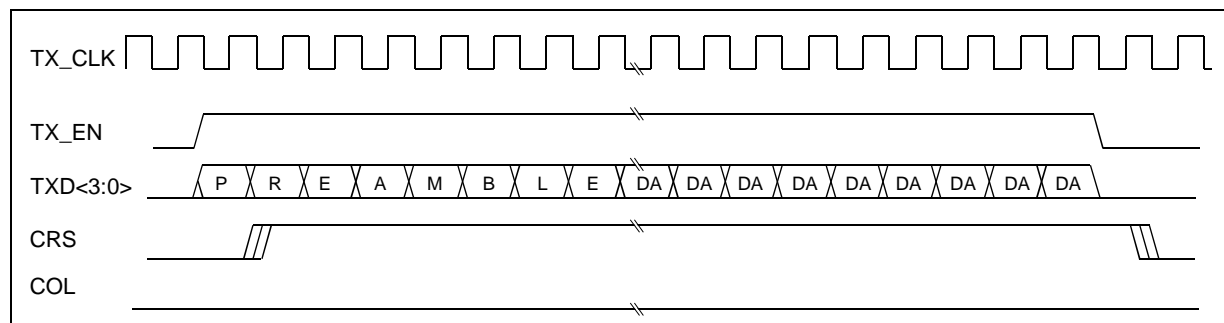 TX_CLK
TX_EN
TXD<3:0> P R E A M B L E DA DA DA DA DA DA DA DA DA
CRS
COL